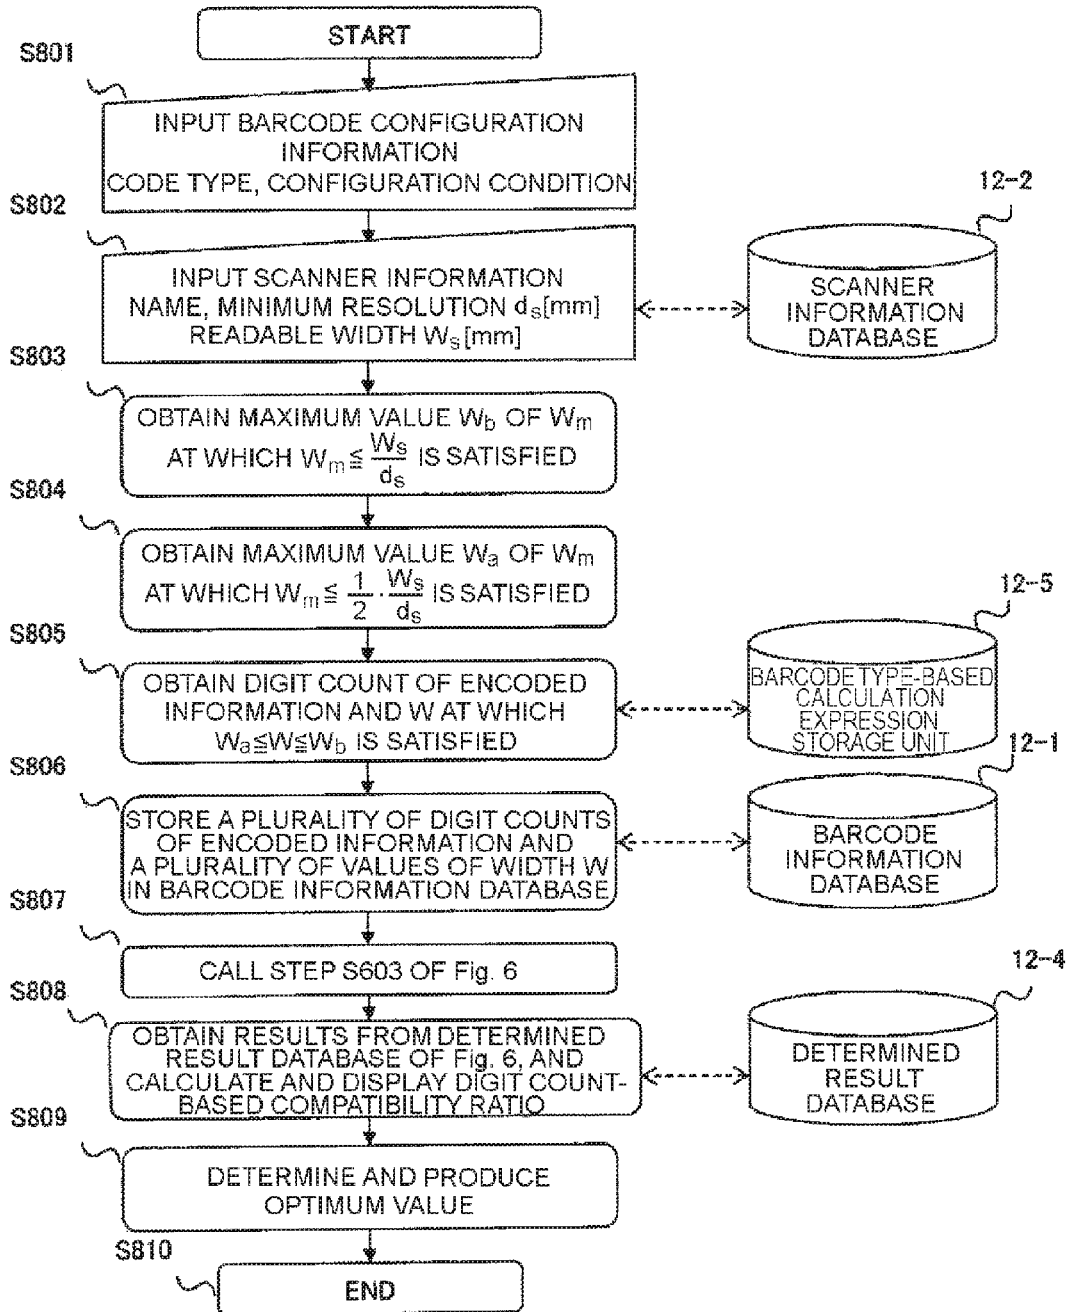 START
S801
INPUT BARCODE CONFIGURATION
INFORMATION
CODE TYPE, CONFIGURATION CONDITION
S802
INPUT SCANNER INFORMATION
NAME, MINIMUM RESOLUTION ds[mm]
READABLE WIDTH Ws[mm]
12-2
SCANNER
INFORMATION
DATABASE
S803
OBTAIN MAXIMUM VALUE Wb OF Wm
AT WHICH Wm ≦ Ws/ds IS SATISFIED
S804
OBTAIN MAXIMUM VALUE Wa OF Wm
AT WHICH Wm ≦ 1/2 · Ws/ds IS SATISFIED
S805
OBTAIN DIGIT COUNT OF ENCODED
INFORMATION AND W AT WHICH
Wa≦W≦Wb IS SATISFIED
12-5
BARCODE TYPE-BASED
CALCULATION
EXPRESSION
STORAGE UNIT
S806
STORE A PLURALITY OF DIGIT COUNTS
OF ENCODED INFORMATION AND
A PLURALITY OF VALUES OF WIDTH W
IN BARCODE INFORMATION DATABASE
12-1
BARCODE
INFORMATION
DATABASE
S807
CALL STEP S603 OF Fig. 6
S808
OBTAIN RESULTS FROM DETERMINED
RESULT DATABASE OF Fig. 6, AND
CALCULATE AND DISPLAY DIGIT COUNT-
BASED COMPATIBILITY RATIO
12-4
DETERMINED
RESULT
DATABASE
S809
DETERMINE AND PRODUCE
OPTIMUM VALUE
S810
END